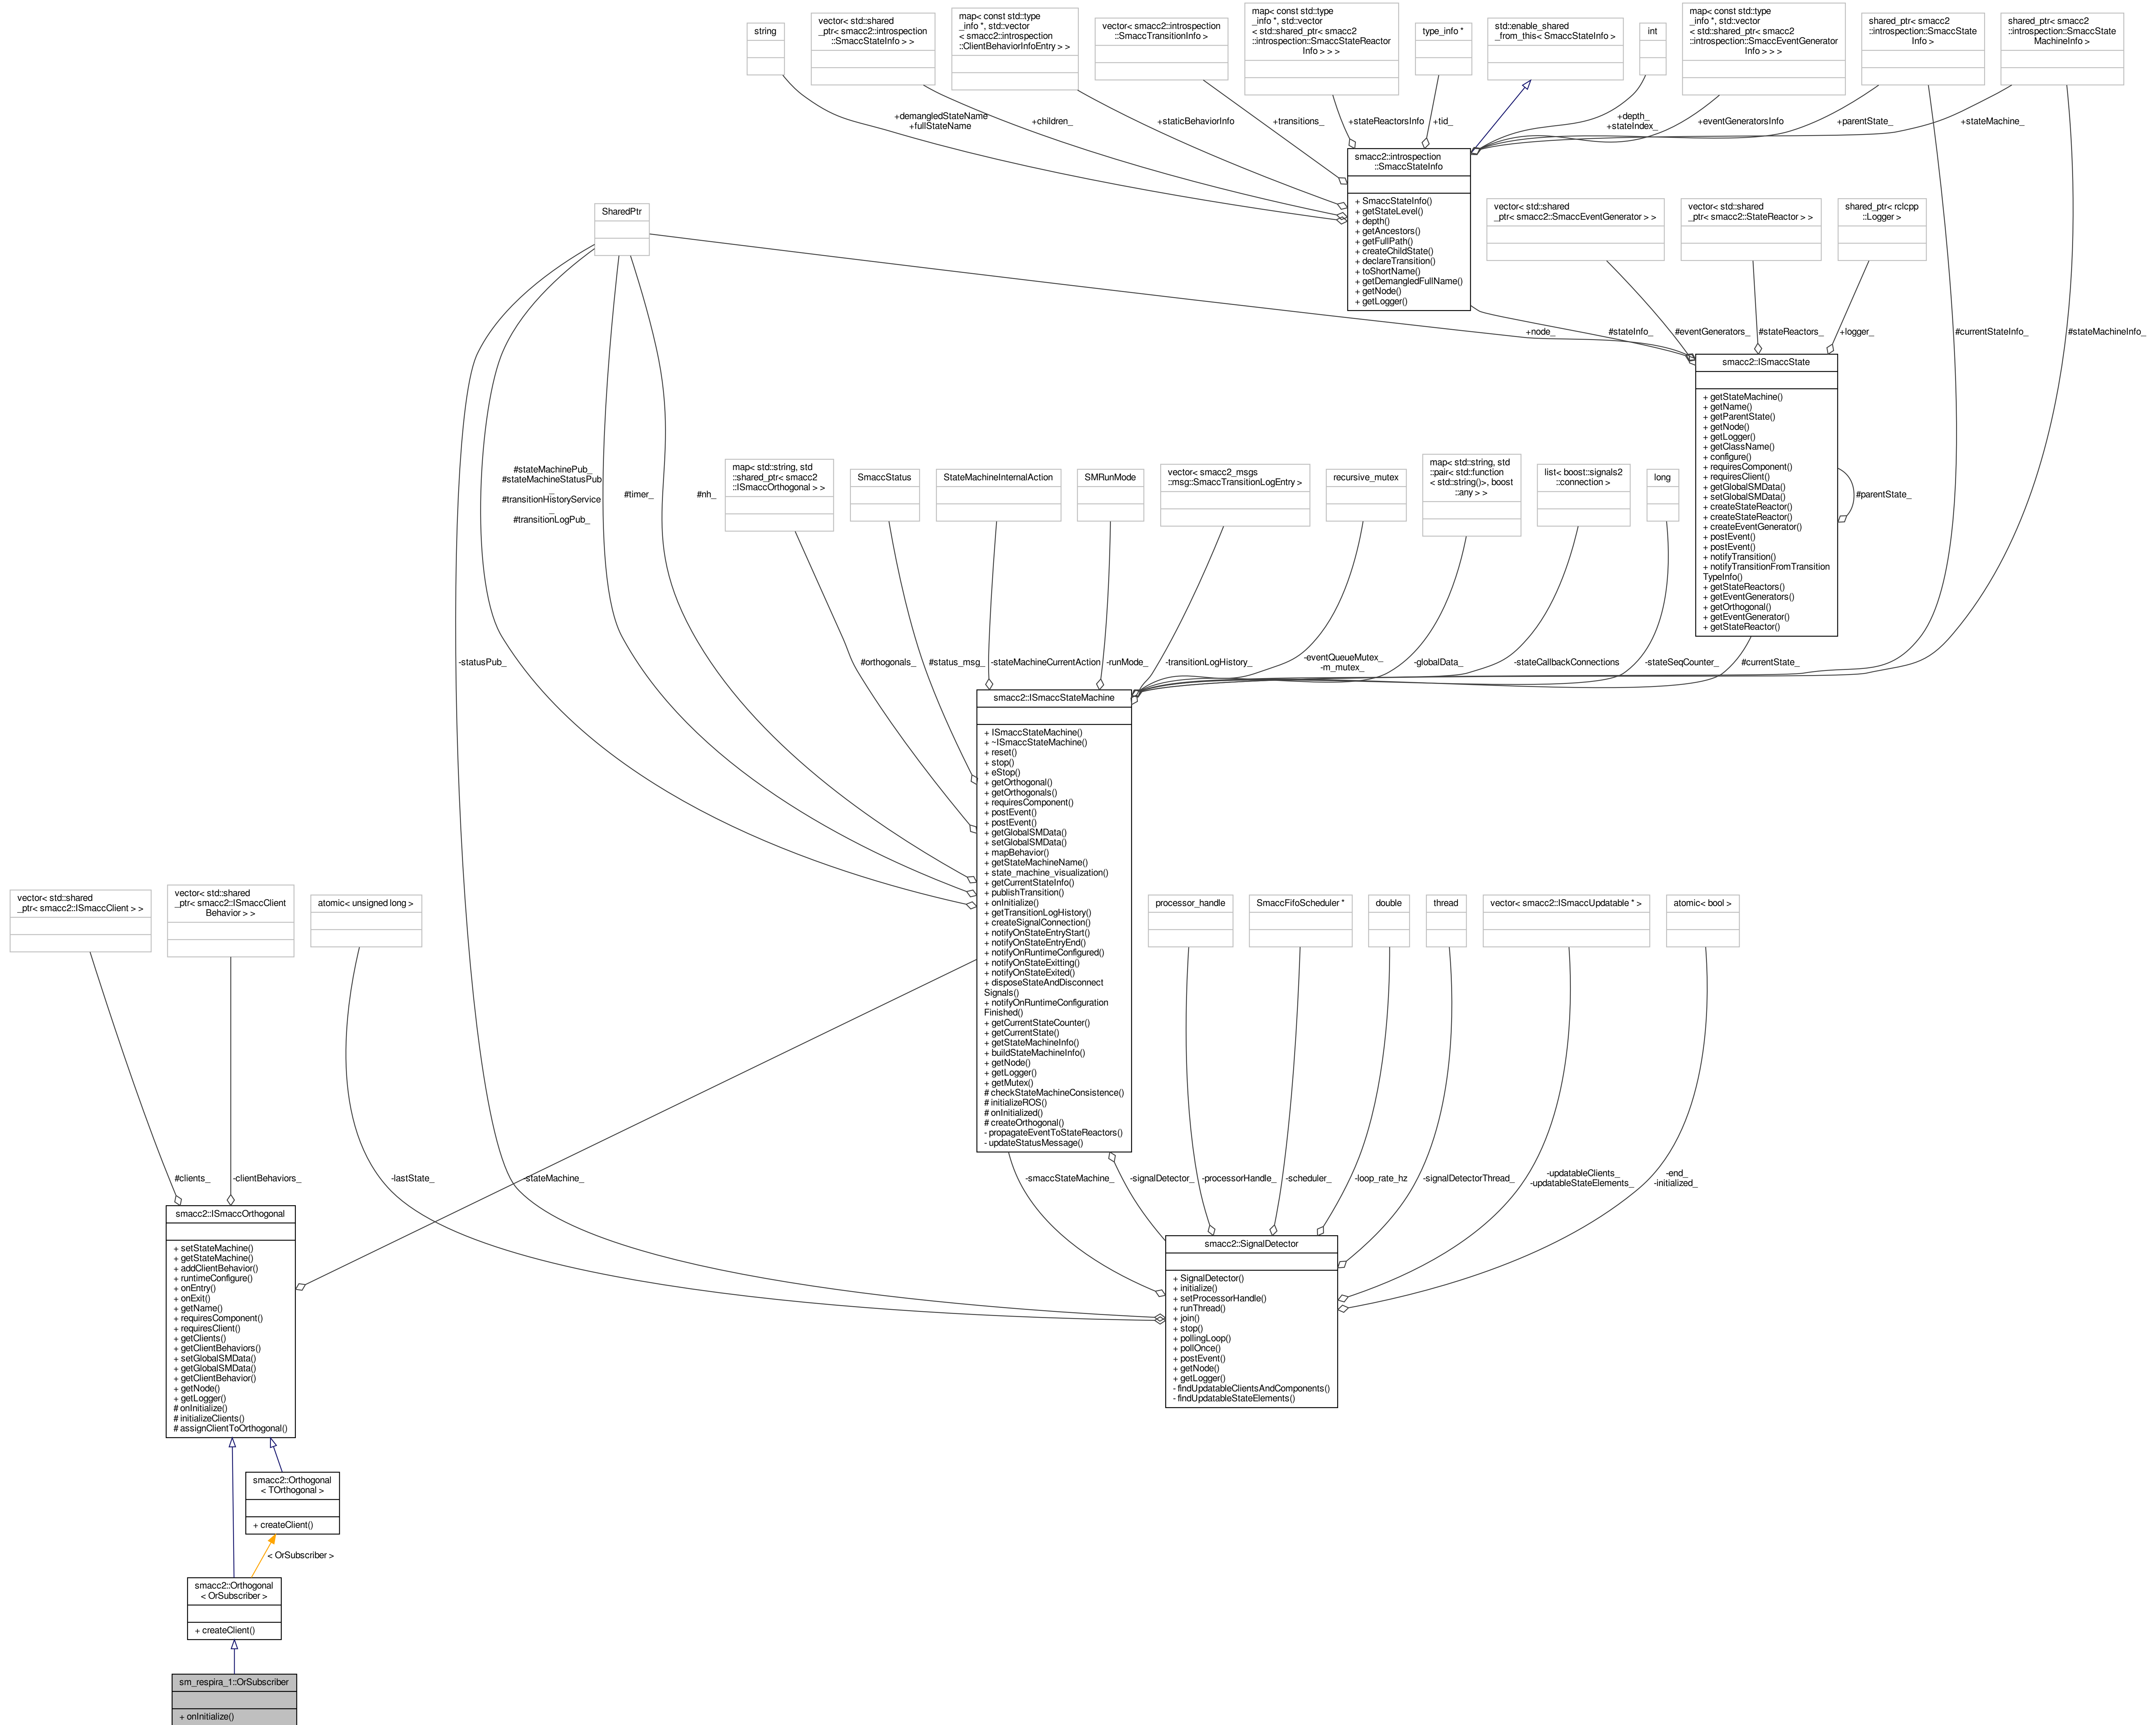 string
vector< std::shared
_ptr< smacc2::introspection
::SmaccStateInfo > >
map< const std::type
_info *, std::vector
< smacc2::introspection
::ClientBehaviorInfoEntry > >
vector< smacc2::introspection
::SmaccTransitionInfo >
map< const std::type
_info *, std::vector
< std::shared_ptr< smacc2
::introspection::SmaccStateReactor
Info > > >
type_info *
std::enable_shared
_from_this< SmaccStateInfo >
int
map< const std::type
_info *, std::vector
< std::shared_ptr< smacc2
::introspection::SmaccEventGenerator
Info > > >
shared_ptr< smacc2
::introspection::SmaccState
Info >
shared_ptr< smacc2
::introspection::SmaccState
MachineInfo >
+demangledStateName
+fullStateName
+children_
+staticBehaviorInfo
+transitions_
+stateReactorsInfo
+tid_
+depth_
+stateIndex_
+eventGeneratorsInfo
+parentState_
+stateMachine_
smacc2::introspection
::SmaccStateInfo
+ SmaccStateInfo()
+ getStateLevel()
+ depth()
+ getAncestors()
+ getFullPath()
+ createChildState()
+ declareTransition()
+ toShortName()
+ getDemangledFullName()
+ getNode()
+ getLogger()
SharedPtr
vector< std::shared
_ptr< smacc2::SmaccEventGenerator > >
vector< std::shared
_ptr< smacc2::StateReactor > >
shared_ptr< rclcpp
::Logger >
+node_
#stateInfo_
#eventGenerators_
#stateReactors_
+logger_
#currentStateInfo_
#stateMachineInfo_
smacc2::ISmaccState
+ getStateMachine()
+ getName()
+ getParentState()
+ getNode()
+ getLogger()
+ getClassName()
+ configure()
+ requiresComponent()
+ requiresClient()
+ getGlobalSMData()
+ setGlobalSMData()
+ createStateReactor()
+ createStateReactor()
+ createEventGenerator()
+ postEvent()
+ postEvent()
+ notifyTransition()
+ notifyTransitionFromTransition
TypeInfo()
+ getStateReactors()
+ getEventGenerators()
+ getOrthogonal()
+ getEventGenerator()
+ getStateReactor()
#parentState_
#stateMachinePub_
#stateMachineStatusPub
_
#transitionHistoryService
_
#transitionLogPub_
#timer_
#nh_
map< std::string, std
::shared_ptr< smacc2
::ISmaccOrthogonal > >
SmaccStatus
StateMachineInternalAction
SMRunMode
vector< smacc2_msgs
::msg::SmaccTransitionLogEntry >
recursive_mutex
map< std::string, std
::pair< std::function
< std::string()>, boost
::any > >
list< boost::signals2
::connection >
long
-statusPub_
#orthogonals_
#status_msg_
-stateMachineCurrentAction
-runMode_
-transitionLogHistory_
-eventQueueMutex_
-m_mutex_
-globalData_
-stateCallbackConnections
-stateSeqCounter_
#currentState_
smacc2::ISmaccStateMachine
+ ISmaccStateMachine()
+ ~ISmaccStateMachine()
+ reset()
+ stop()
+ eStop()
+ getOrthogonal()
+ getOrthogonals()
+ requiresComponent()
+ postEvent()
+ postEvent()
+ getGlobalSMData()
+ setGlobalSMData()
+ mapBehavior()
+ getStateMachineName()
+ state_machine_visualization()
+ getCurrentStateInfo()
+ publishTransition()
+ onInitialize()
+ getTransitionLogHistory()
+ createSignalConnection()
+ notifyOnStateEntryStart()
+ notifyOnStateEntryEnd()
+ notifyOnRuntimeConfigured()
+ notifyOnStateExitting()
+ notifyOnStateExited()
+ disposeStateAndDisconnect
Signals()
+ notifyOnRuntimeConfiguration
Finished()
+ getCurrentStateCounter()
+ getCurrentState()
+ getStateMachineInfo()
+ buildStateMachineInfo()
+ getNode()
+ getLogger()
+ getMutex()
# checkStateMachineConsistence()
# initializeROS()
# onInitialized()
# createOrthogonal()
- propagateEventToStateReactors()
- updateStatusMessage()
vector< std::shared
_ptr< smacc2::ISmaccClient > >
vector< std::shared
_ptr< smacc2::ISmaccClient
Behavior > >
atomic< unsigned long >
processor_handle
SmaccFifoScheduler *
double
thread
vector< smacc2::ISmaccUpdatable * >
atomic< bool >
#clients_
-clientBehaviors_
-lastState_
-stateMachine_
-smaccStateMachine_
-signalDetector_
-processorHandle_
-scheduler_
-loop_rate_hz
-signalDetectorThread_
-updatableClients_
-updatableStateElements_
-end_
-initialized_
smacc2::ISmaccOrthogonal
+ setStateMachine()
+ getStateMachine()
+ addClientBehavior()
+ runtimeConfigure()
+ onEntry()
+ onExit()
+ getName()
+ requiresComponent()
+ requiresClient()
+ getClients()
+ getClientBehaviors()
+ setGlobalSMData()
+ getGlobalSMData()
+ getClientBehavior()
+ getNode()
+ getLogger()
# onInitialize()
# initializeClients()
# assignClientToOrthogonal()
smacc2::SignalDetector
+ SignalDetector()
+ initialize()
+ setProcessorHandle()
+ runThread()
+ join()
+ stop()
+ pollingLoop()
+ pollOnce()
+ postEvent()
+ getNode()
+ getLogger()
- findUpdatableClientsAndComponents()
- findUpdatableStateElements()
smacc2::Orthogonal
< TOrthogonal >
+ createClient()
< OrSubscriber >
smacc2::Orthogonal
< OrSubscriber >
+ createClient()
sm_respira_1::OrSubscriber
+ onInitialize()